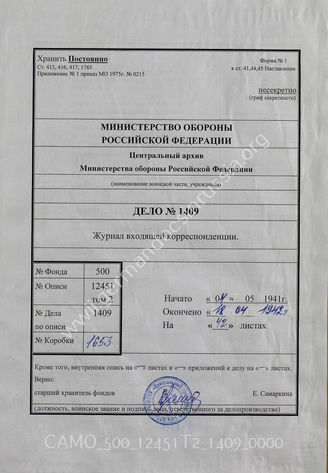 Хранить Постоянно
Форма № 1
Ст. 413, 416, 417, 1765
к ст. 41,44,45 Наставления
Приложение № 1 приказ МО 1975г. № 0215
несекретно
(гриф секретности)
МИНИСТЕРСТВО ОБОРОНЫ
РОССИЙСКОЙ ФЕДЕРАЦИИ
Центральный архив
Министерства обороны Российской Федерации
(наименование воинской части, учреждения)
ДЕЛО № 1409
Журнал входящей корреспонденции.
№ Фонда 500
№ Описи 12451
том 2
№ Дела 1409
по описи
№ Коробки 1653
Начато « 04 » 05 1941г.
Окончено « 18 04 1942г.
На « 42 » листах.
Кроме того, внутренняя опись на «–» листах и «–» приложений к делу на «–» листах.
Верно:
старший хранитель фондов
Е. Самаркина
(должность, воинское звание и подпись лица, ответственного за делопроизводство)
CAMO_500_12451T2_1409_0000